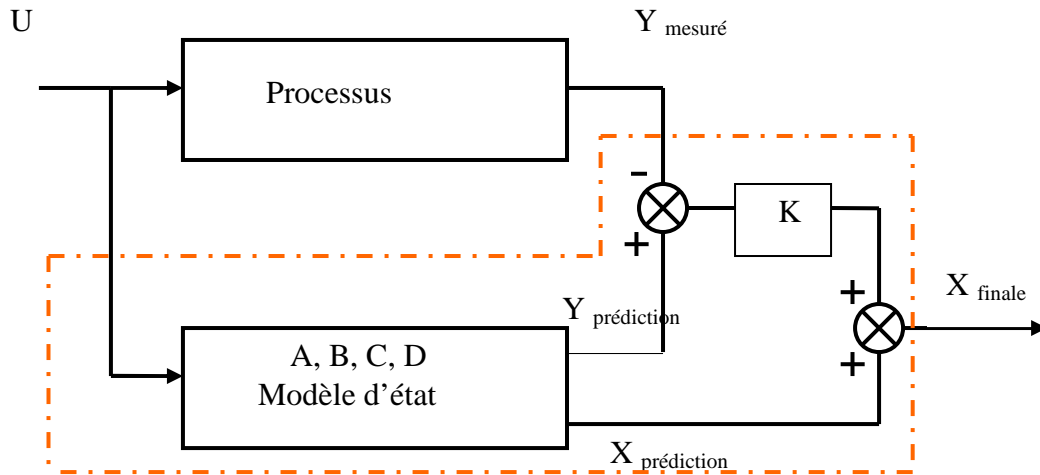 U
Y mesuré
Processus
-
+
K
+
+
X finale
Y prédiction
A, B, C, D
Modèle d'état
X prédiction